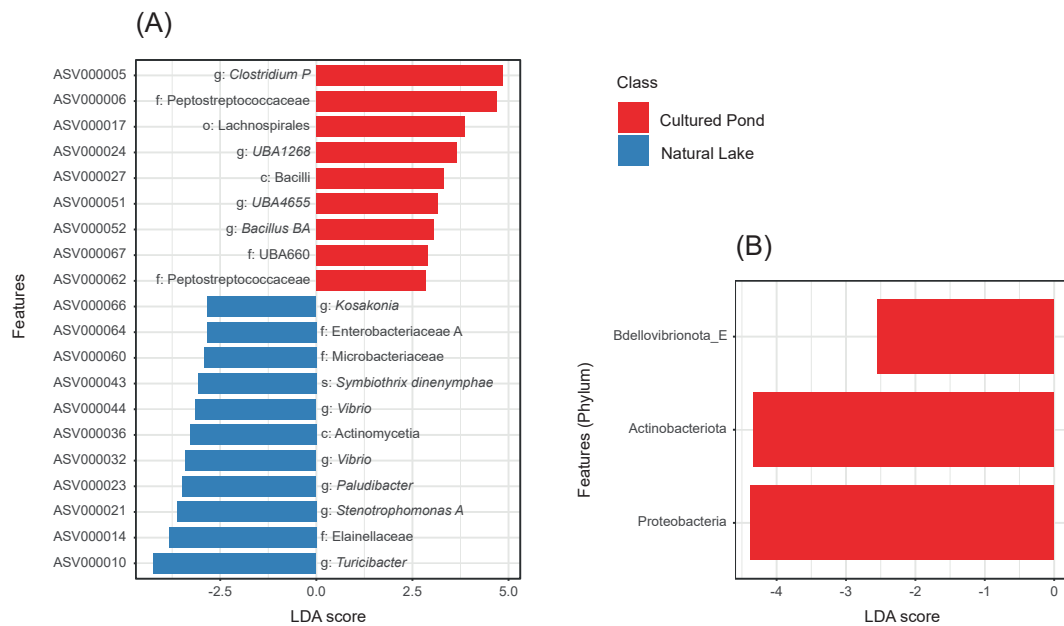 (A)
ASV000005 g: Clostridium P
ASV000006 f: Peptostreptococcaceae
ASV000017 o: Lachnospirales
ASV000024 g: UBA1268
ASV000027 c: Bacilli
ASV000051 g: UBA4655
ASV000052 g: Bacillus BA
ASV000067 f: UBA660
ASV000062 f: Peptostreptococcaceae
ASV000066 g: Kosakonia
ASV000064 f: Enterobacteriaceae A
ASV000060 f: Microbacteriaceae
ASV000043 s: Symbiothrix dinenymphae
ASV000044 g: Vibrio
ASV000036 c: Actinomycetia
ASV000032 g: Vibrio
ASV000023 g: Paludibacter
ASV000021 g: Stenotrophomonas A
ASV000014 f: Elainellaceae
ASV000010 g: Turicibacter
Features
-2.5 0.0 2.5 5.0
LDA score
Class
Cultured Pond
Natural Lake
(B)
Bdellovibrionota_E
Actinobacteriota
Proteobacteria
Features (Phylum)
-4 -3 -2 -1 0
LDA score